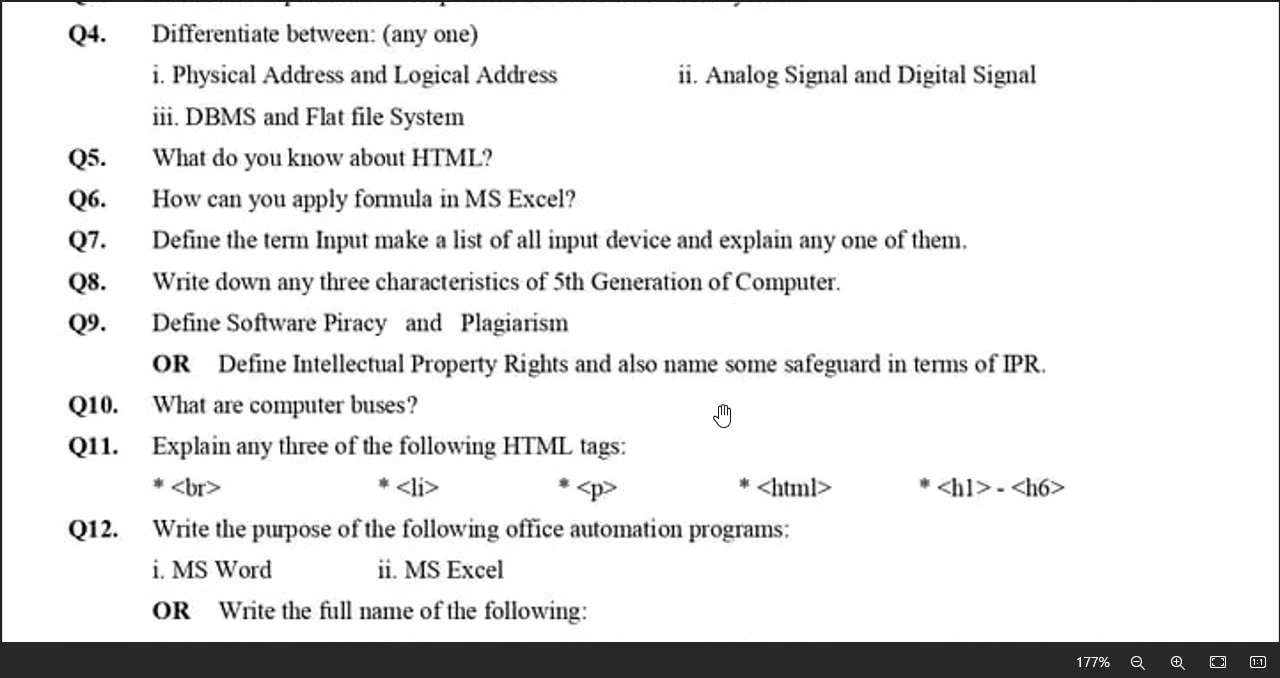 Q4. Differentiate between: (any one)
i. Physical Address and Logical Address ii. Analog Signal and Digital Signal
iii. DBMS and Flat file System
Q5. What do you know about HTML?
Q6. How can you apply formula in MS Excel?
Q7. Define the term Input make a list of all input device and explain any one of them.
Q8. Write down any three characteristics of 5th Generation of Computer.
Q9. Define Software Piracy and Plagiarism
OR Define Intellectual Property Rights and also name some safeguard in terms of IPR.
Q10. What are computer buses?
Q11. Explain any three of the following HTML tags:
* <br> * <li> * <p> * <html> * <h1> - <h6>
Q12. Write the purpose of the following office automation programs:
i. MS Word ii. MS Excel
OR Write the full name of the following:
177% 1:1